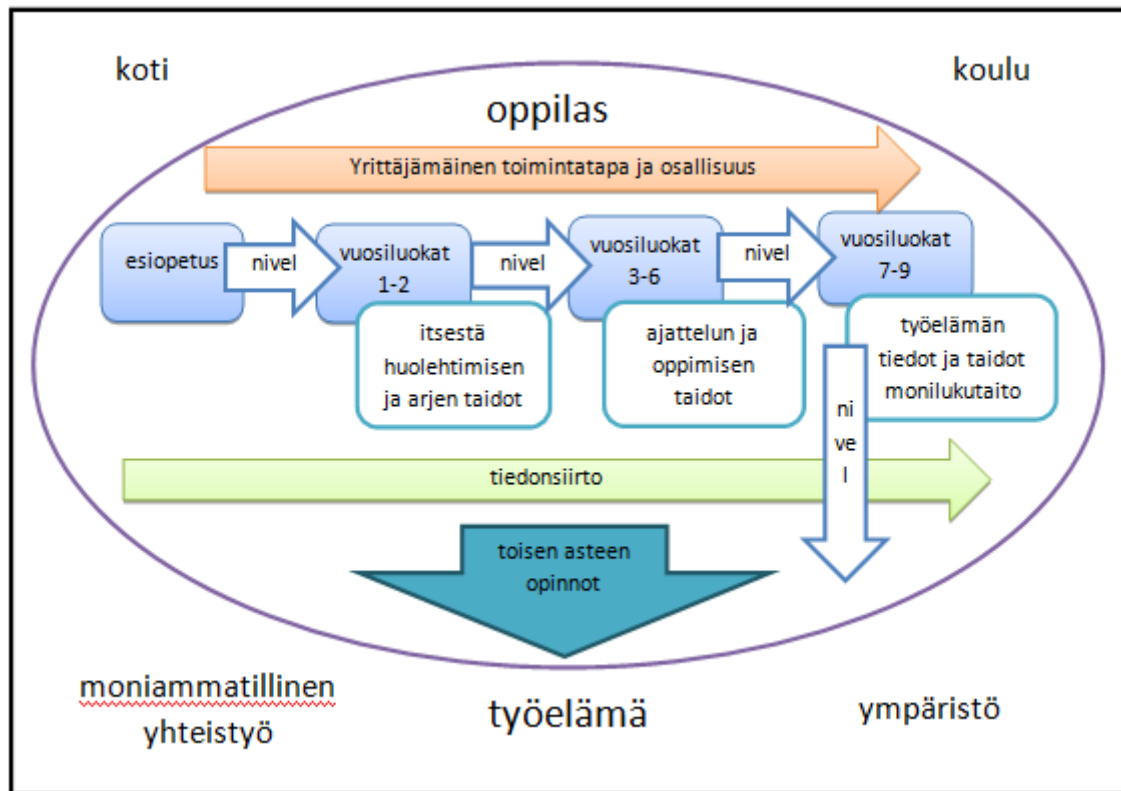 koti
koulu
oppilas
Yrittäjämäinen toimintatapa ja osallisuus
esiopetus
nivel
vuosiluokat
1-2
nivel
vuosiluokat
3-6
nivel
vuosiluokat
7-9
itsestä
huolehtimisen
ja arjen taidot
ajattelun ja
oppimisen
taidot
työelämän
tiedot ja taidot
monilukutaito
ni
ve
l
tiedonsiirto
toisen asteen
opinnot
moniammatillinen
yhteistyö
työelämä
ympäristö